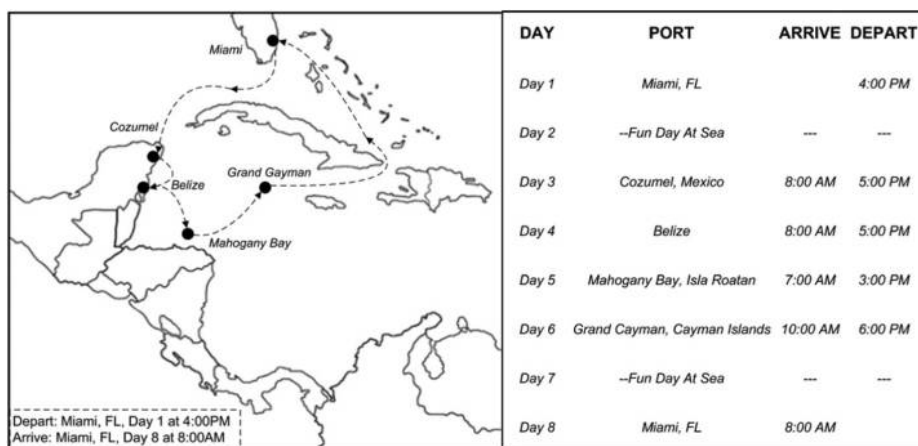 Miami
Cozumel
Grand Gayman
Belize
Mahogany Bay
Depart: Miami, FL, Day 1 at 4:00PM
Arrive: Miami, FL, Day 8 at 8:00AM
DAY PORT ARRIVE DEPART
Day 1 Miami, FL 4:00 PM
Day 2 --Fun Day At Sea --- ---
Day 3 Cozumel, Mexico 8:00 AM 5:00 PM
Day 4 Belize 8:00 AM 5:00 PM
Day 5 Mahogany Bay, Isla Roatan 7:00 AM 3:00 PM
Day 6 Grand Cayman, Cayman Islands 10:00 AM 6:00 PM
Day 7 --Fun Day At Sea --- ---
Day 8 Miami, FL 8:00 AM